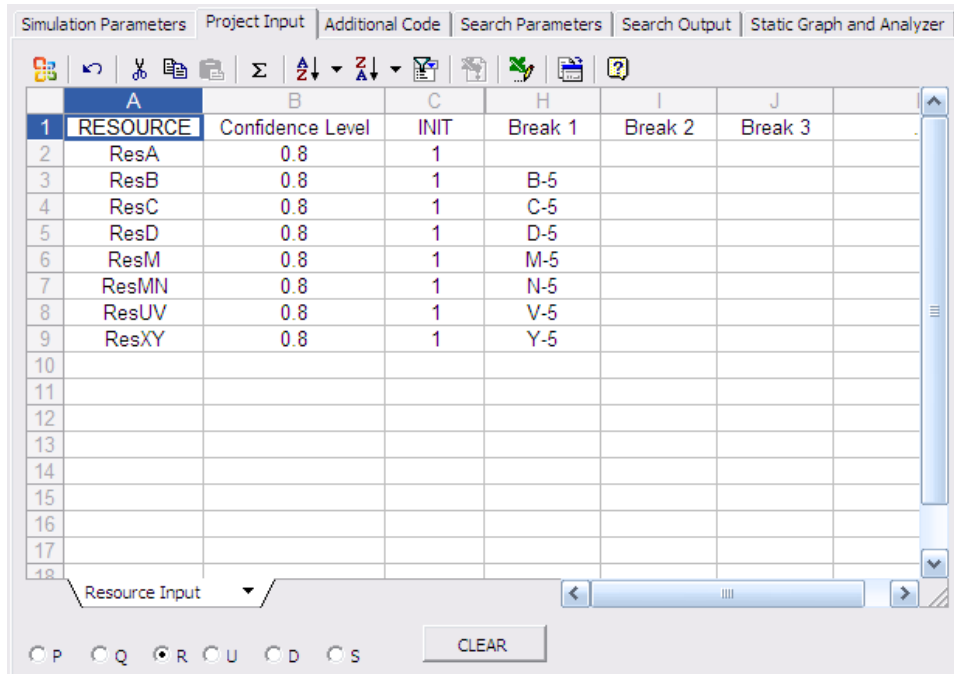 Simulation Parameters Project Input Additional Code Search Parameters Search Output Static Graph and Analyzer
A B C H I J
1 RESOURCE Confidence Level INIT Break 1 Break 2 Break 3
2 ResA 0.8 1
3 ResB 0.8 1 B-5
4 ResC 0.8 1 C-5
5 ResD 0.8 1 D-5
6 ResM 0.8 1 M-5
7 ResMN 0.8 1 N-5
8 ResUV 0.8 1 V-5
9 ResXY 0.8 1 Y-5
10
11
12
13
14
15
16
17
18
Resource Input
P Q R U D S CLEAR